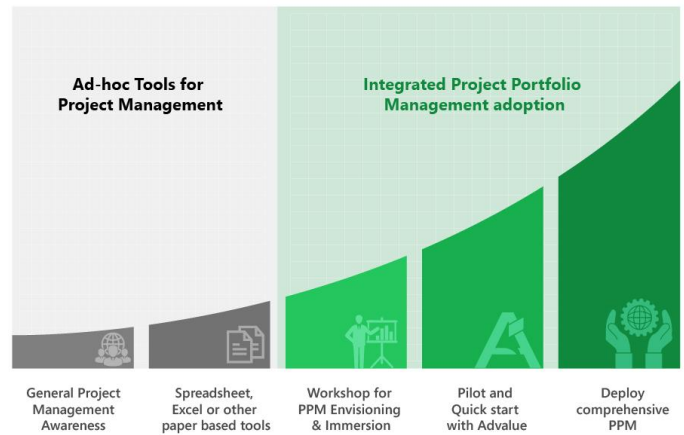 Ad-hoc Tools for
Project Management
Integrated Project Portfolio
Management adoption
General Project
Management
Awareness
Spreadsheet,
Excel or other
paper based tools
Workshop for
PPM Envisioning
& Immersion
Pilot and
Quick start
with Advalue
Deploy
comprehensive
PPM